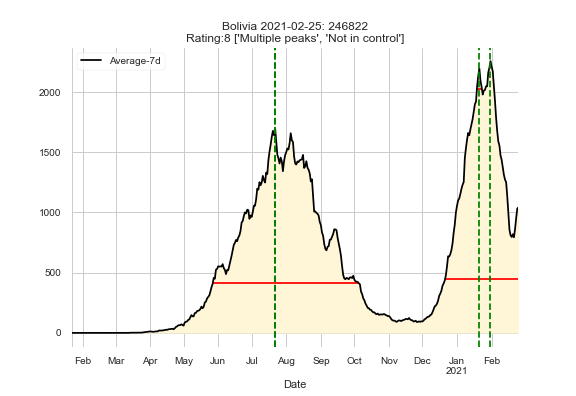 Bolivia 2021-02-25: 246822
Rating:8 ['Multiple peaks', 'Not in control']
Average-7d
2000
1500
1000
500
0
Feb Mar Apr May Jun Jul Aug Sep Oct Nov Dec Jan Feb
2021
Date